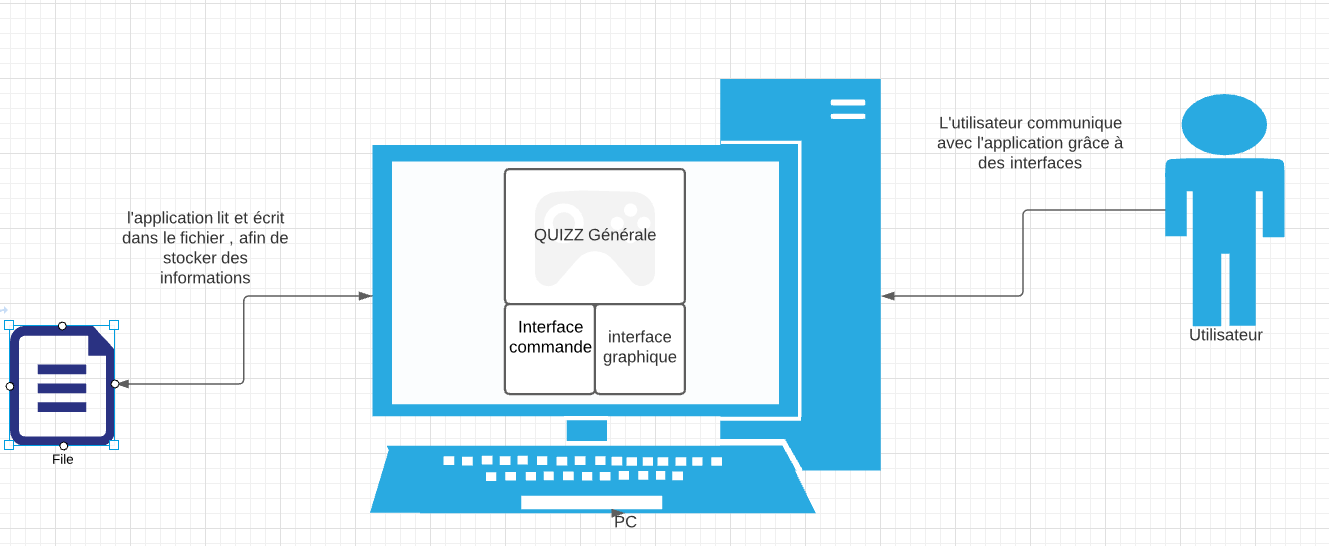 l'application lit et écrit
dans le fichier , afin de
stocker des
informations
File
QUIZZ Générale
Interface
commande
interface
graphique
PC
L'utilisateur communique
avec l'application grâce à
des interfaces
Utilisateur